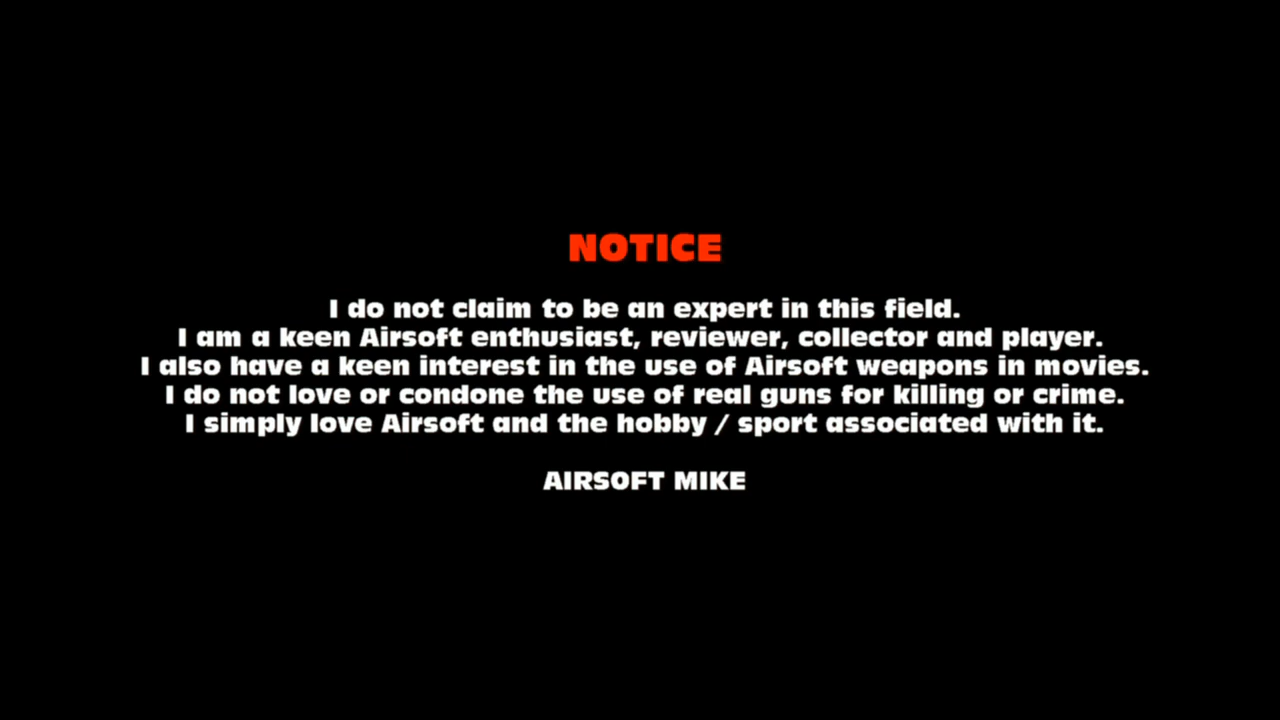 NOTICE
I do not claim to be an expert in this field.
I am a keen Airsoft enthusiast, reviewer, collector and player.
I also have a keen interest in the use of Airsoft weapons in movies.
I do not love or condone the use of real guns for killing or crime.
I simply love Airsoft and the hobby / sport associated with it.
AIRSOFT MIKE